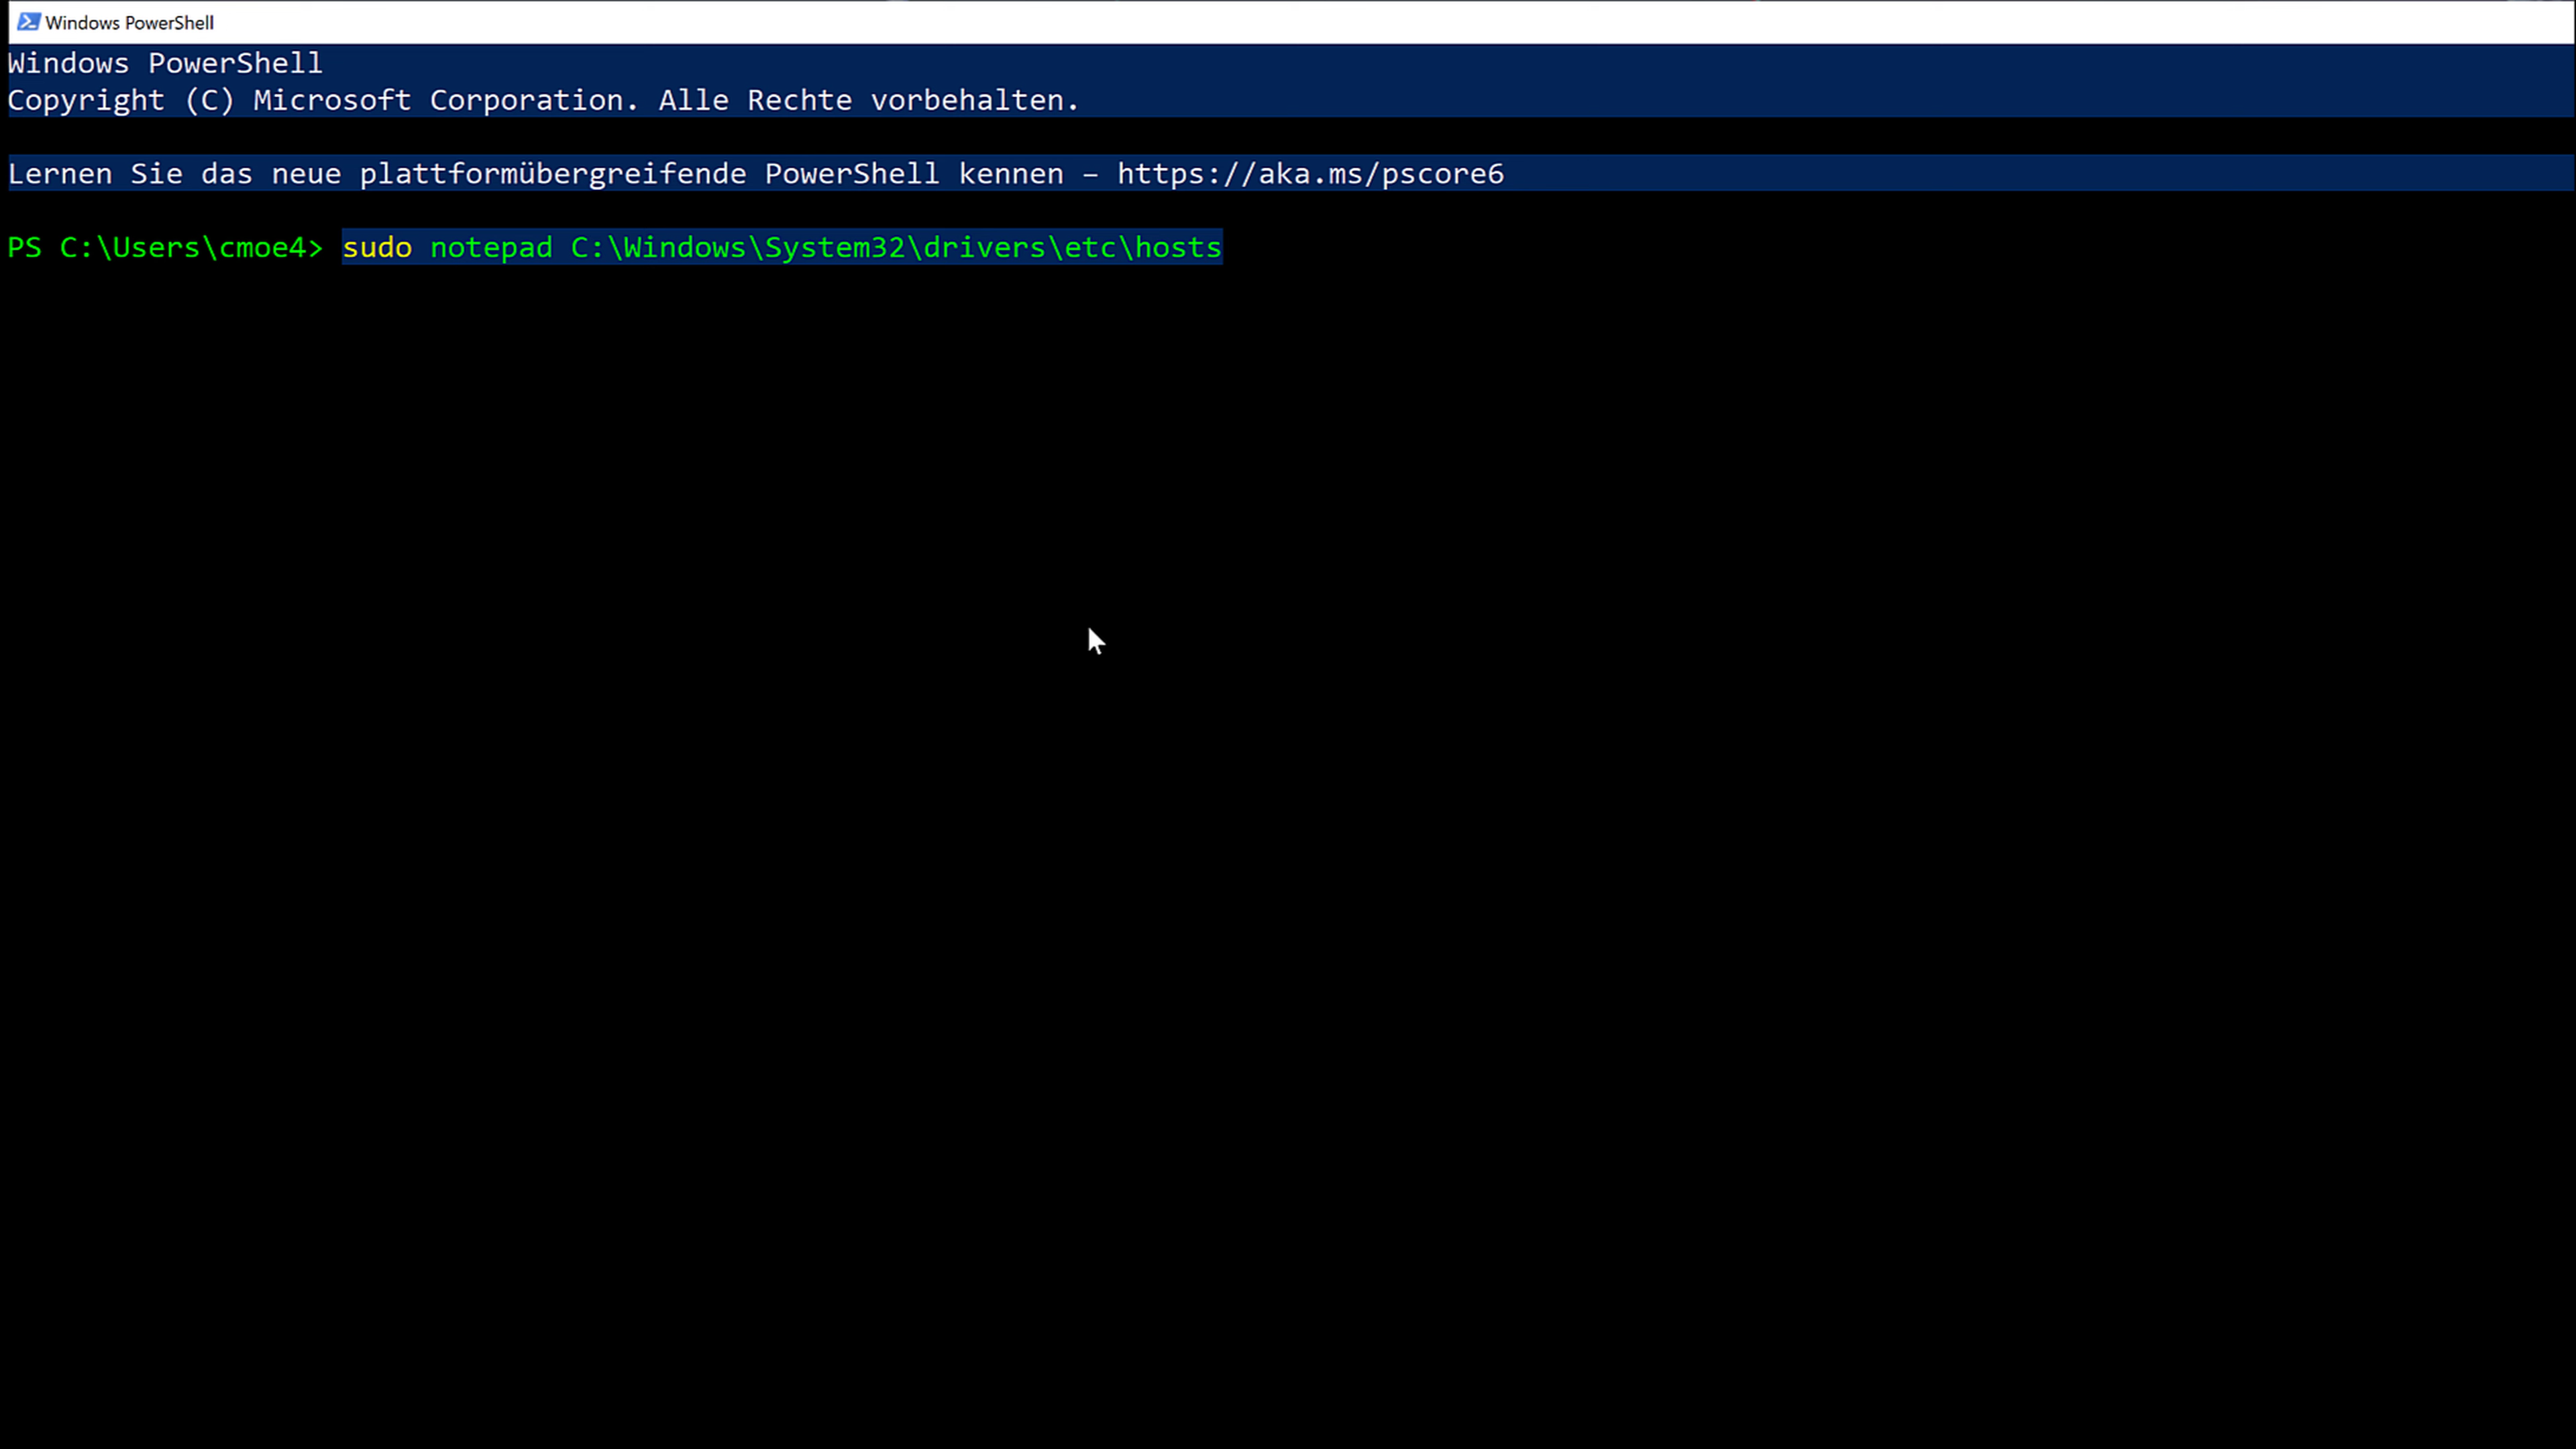 Windows PowerShell
Windows PowerShell
Copyright (C) Microsoft Corporation. Alle Rechte vorbehalten.
Lernen Sie das neue plattformübergreifende PowerShell kennen – https://aka.ms/pscore6
PS C:\Users\cmoe4> sudo notepad C:\Windows\System32\drivers\etc\hosts